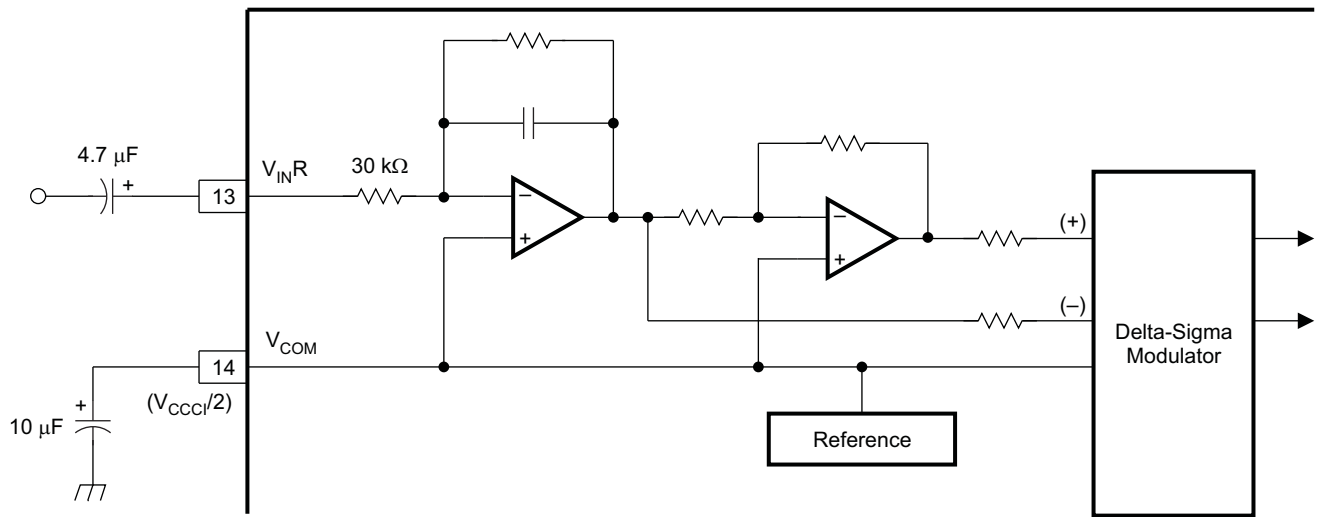 4.7 μF
+
13
V_INR
30 kΩ
−
+
−
+
(+)
(−)
Delta-Sigma
Modulator
V_COM
14
(V_CCCI/2)
+
10 μF
Reference